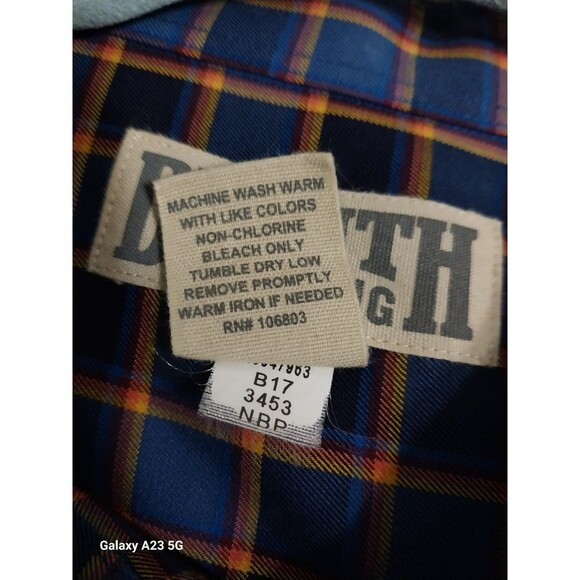 MACHINE WASH WARM
WITH LIKE COLORS
NON-CHLORINE
BLEACH ONLY
TUMBLE DRY LOW
REMOVE PROMPTLY
WARM IRON IF NEEDED
RN# 106803
B17
3453
NBP
Galaxy A23 5G